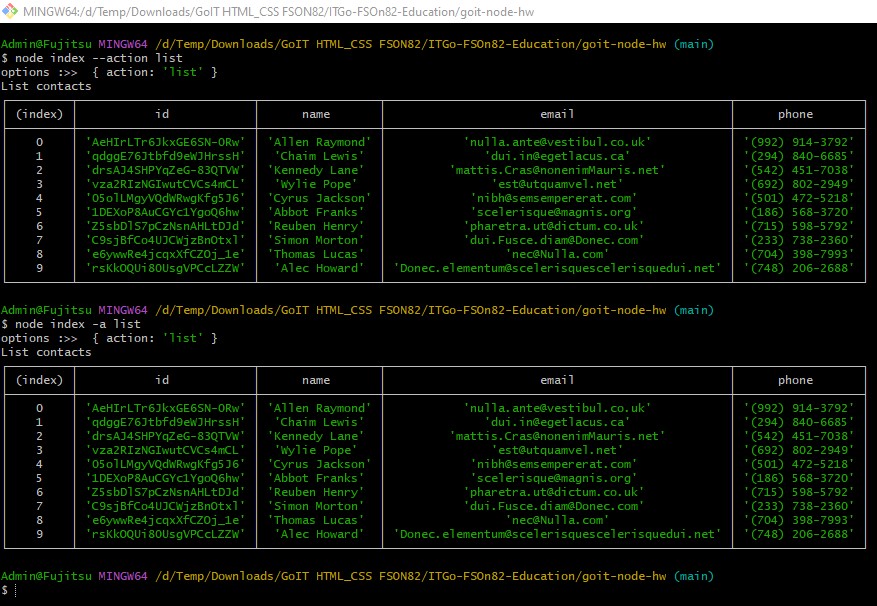 MINGW64:/d/Temp/Downloads/GoIT HTML_CSS FSON82/ITGo-FSOn82-Education/goit-node-hw
Admin@Fujitsu MINGW64 /d/Temp/Downloads/GoIT HTML_CSS FSON82/ITGo-FSOn82-Education/goit-node-hw (main)
$ node index --action list
options :>>  { action: 'list' }
List contacts
(index) id name email phone
0 'AeHIrLTr6JkxGE6SN-0Rw' 'Allen Raymond' 'nulla.ante@vestibul.co.uk' '(992) 914-3792'
1 'qdggE76Jtbfd9eWJHrssH' 'Chaim Lewis' 'dui.in@egetlacus.ca' '(294) 840-6685'
2 'drsAJ4SHPYqZeG-83QTVW' 'Kennedy Lane' 'mattis.Cras@nonenimMauris.net' '(542) 451-7038'
3 'vza2RIzNGIwutCVCs4mCL' 'Wylie Pope' 'est@utquamvel.net' '(692) 802-2949'
4 '05olLMgyVQdWRwgKfg5J6' 'Cyrus Jackson' 'nibh@semsempererat.com' '(501) 472-5218'
5 '1DEXoP8AuCGYc1YgoQ6hw' 'Abbot Franks' 'scelerisque@magnis.org' '(186) 568-3720'
6 'Z5sbDlS7pCzNsnAHLtDJd' 'Reuben Henry' 'pharetra.ut@dictum.co.uk' '(715) 598-5792'
7 'C9sjBfCo4UJCWjzBnOtxl' 'Simon Morton' 'dui.Fusce.diam@Donec.com' '(233) 738-2360'
8 'e6ywwRe4jcqxXfCZOj_1e' 'Thomas Lucas' 'nec@Nulla.com' '(704) 398-7993'
9 'rsKkOQUi80UsgVPCcLZZW' 'Alec Howard' 'Donec.elementum@scelerisquescelerisquedui.net' '(748) 206-2688'
Admin@Fujitsu MINGW64 /d/Temp/Downloads/GoIT HTML_CSS FSON82/ITGo-FSOn82-Education/goit-node-hw (main)
$ node index -a list
options :>>  { action: 'list' }
List contacts
(index) id name email phone
0 'AeHIrLTr6JkxGE6SN-0Rw' 'Allen Raymond' 'nulla.ante@vestibul.co.uk' '(992) 914-3792'
1 'qdggE76Jtbfd9eWJHrssH' 'Chaim Lewis' 'dui.in@egetlacus.ca' '(294) 840-6685'
2 'drsAJ4SHPYqZeG-83QTVW' 'Kennedy Lane' 'mattis.Cras@nonenimMauris.net' '(542) 451-7038'
3 'vza2RIzNGIwutCVCs4mCL' 'Wylie Pope' 'est@utquamvel.net' '(692) 802-2949'
4 '05olLMgyVQdWRwgKfg5J6' 'Cyrus Jackson' 'nibh@semsempererat.com' '(501) 472-5218'
5 '1DEXoP8AuCGYc1YgoQ6hw' 'Abbot Franks' 'scelerisque@magnis.org' '(186) 568-3720'
6 'Z5sbDlS7pCzNsnAHLtDJd' 'Reuben Henry' 'pharetra.ut@dictum.co.uk' '(715) 598-5792'
7 'C9sjBfCo4UJCWjzBnOtxl' 'Simon Morton' 'dui.Fusce.diam@Donec.com' '(233) 738-2360'
8 'e6ywwRe4jcqxXfCZOj_1e' 'Thomas Lucas' 'nec@Nulla.com' '(704) 398-7993'
9 'rsKkOQUi80UsgVPCcLZZW' 'Alec Howard' 'Donec.elementum@scelerisquescelerisquedui.net' '(748) 206-2688'
Admin@Fujitsu MINGW64 /d/Temp/Downloads/GoIT HTML_CSS FSON82/ITGo-FSOn82-Education/goit-node-hw (main)
$